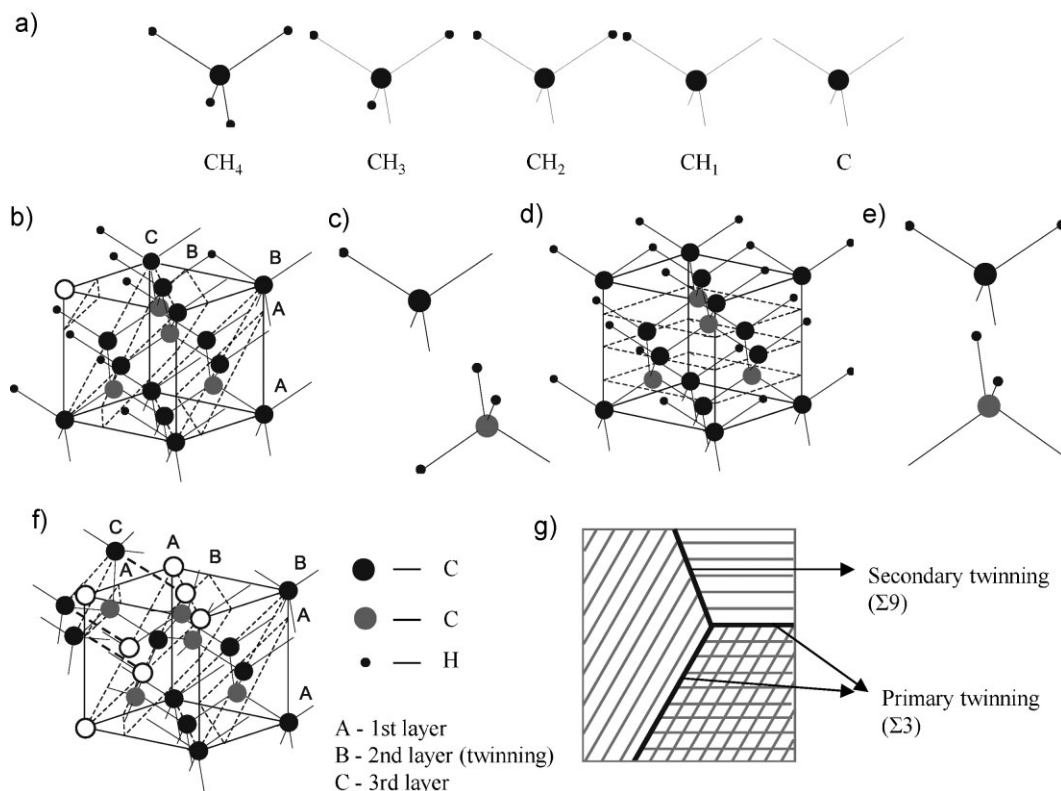 a)
CH₄ CH₃ CH₂ CH₁ C
b) c) d) e)
C B B
A
A
f) g)
C A B B
A A
A
C
C
H
A - 1st layer
B - 2nd layer (twinning)
C - 3rd layer
Secondary twinning
(Σ9)
Primary twinning
(Σ3)